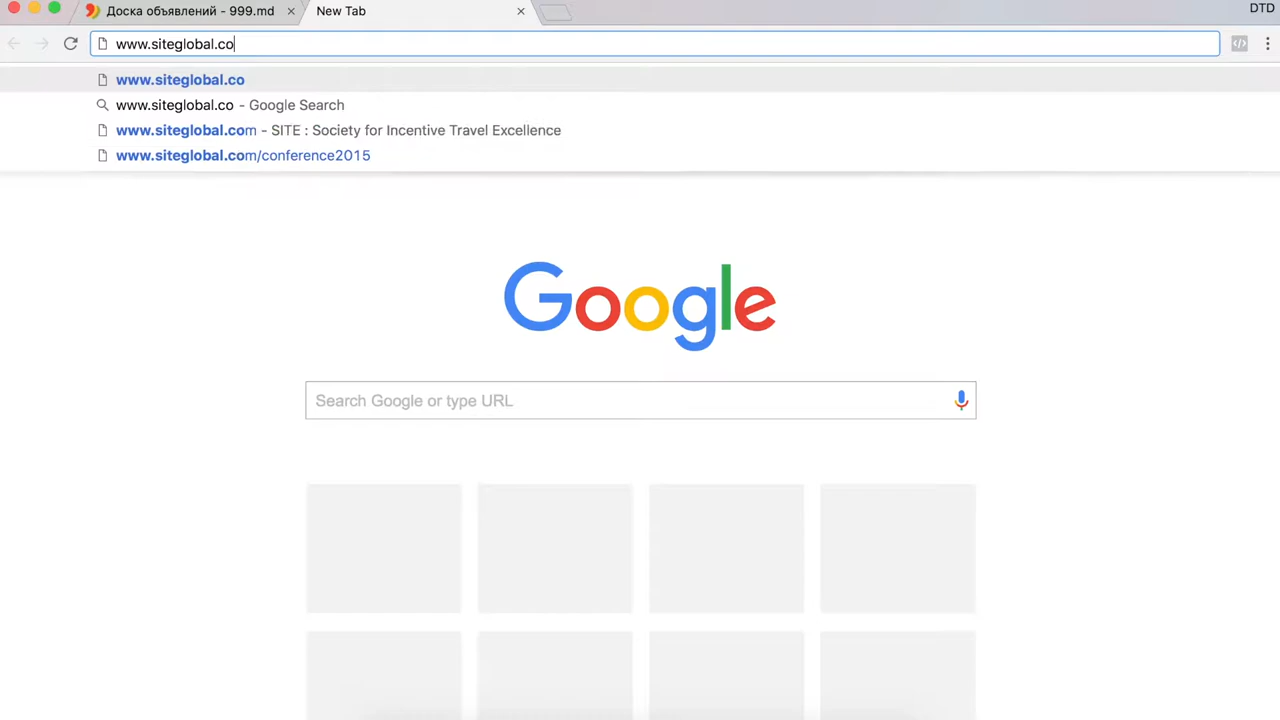 Доска объявлений - 999.md
New Tab
DTD
www.siteglobal.co
www.siteglobal.co
www.siteglobal.co - Google Search
www.siteglobal.com - SITE : Society for Incentive Travel Excellence
www.siteglobal.com/conference2015
Google
Search Google or type URL